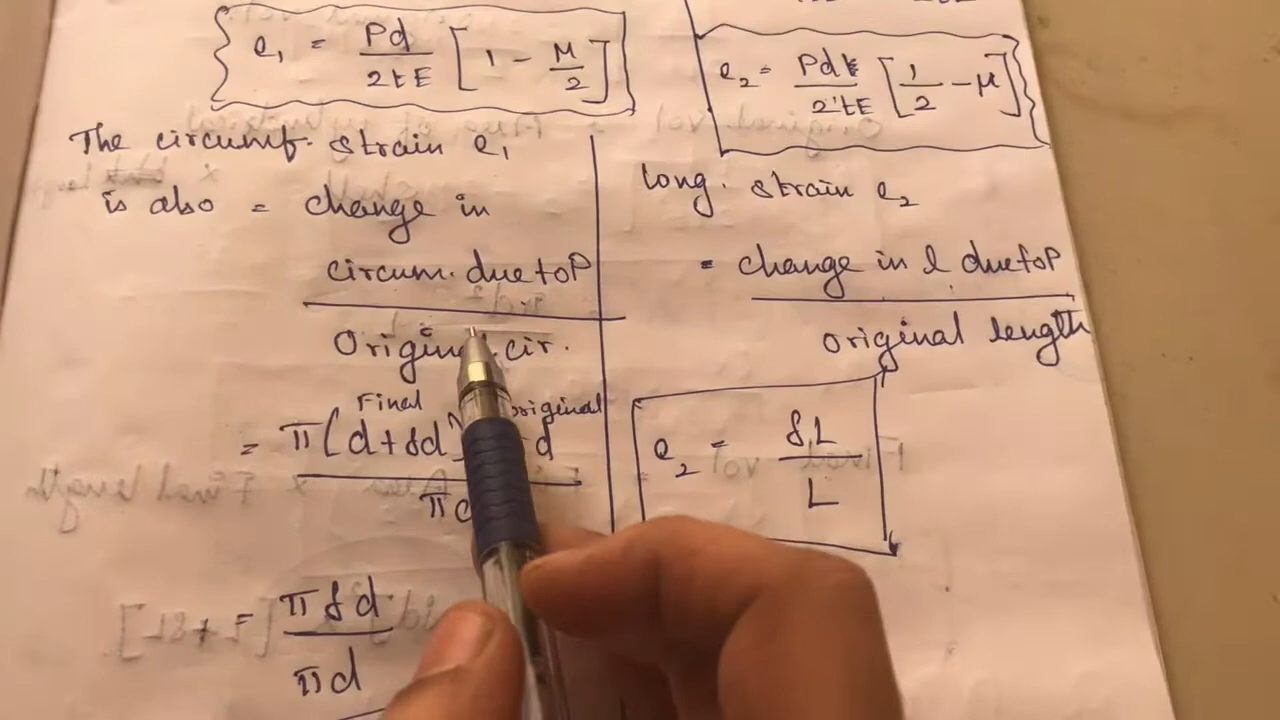 e₁ = Pd / 2tE [1 - μ/2]
The circumf. strain e₁
is also = change in
circum. due to P
Original cir.
Final original
= π(d+δd) d
π
πδd
πd
e₂ = Pdt / 2tE [1/2 - μ]
long. strain e₂
= change in l due to P
original length
e₂ = δL / L